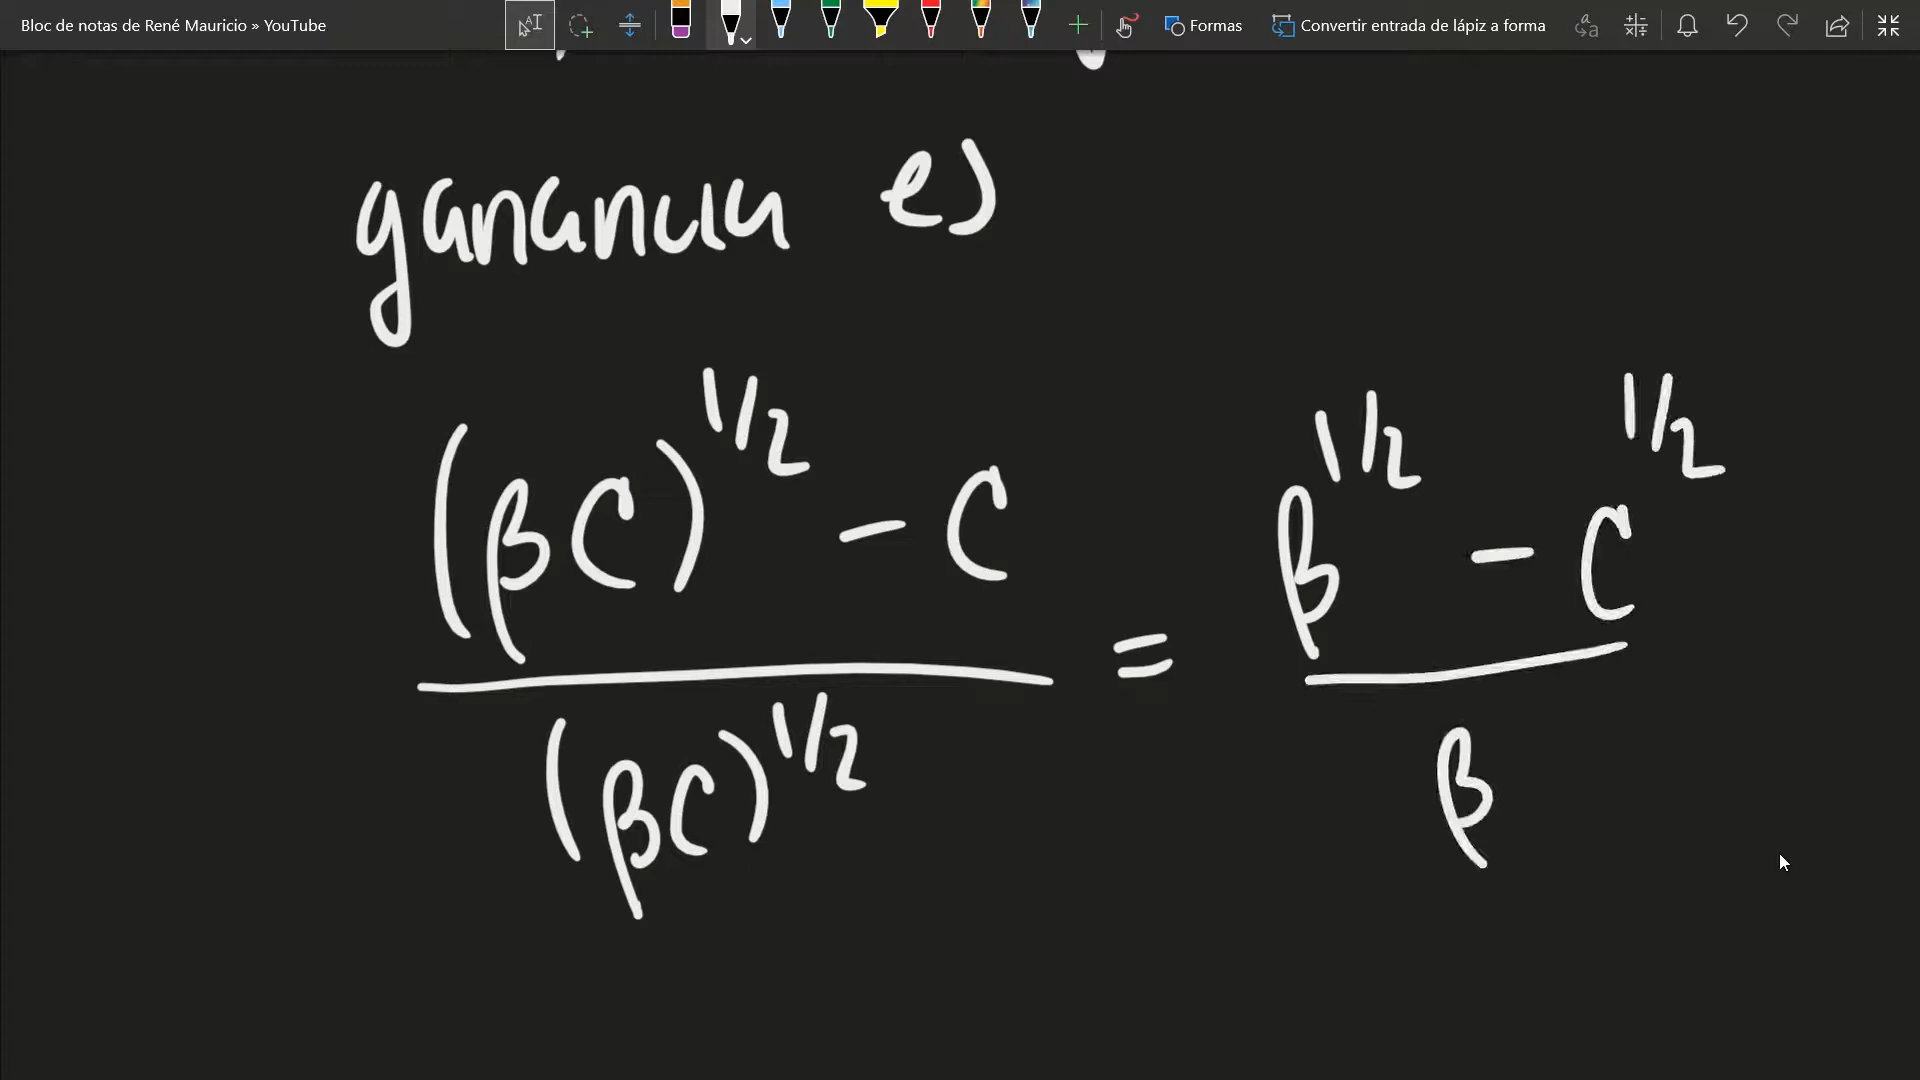 Bloc de notas de René Mauricio » YouTube
Formas
Convertir entrada de lápiz a forma
ganancia es
(βC)^1/2 - C / (βC)^1/2 = β^1/2 - C^1/2 / β